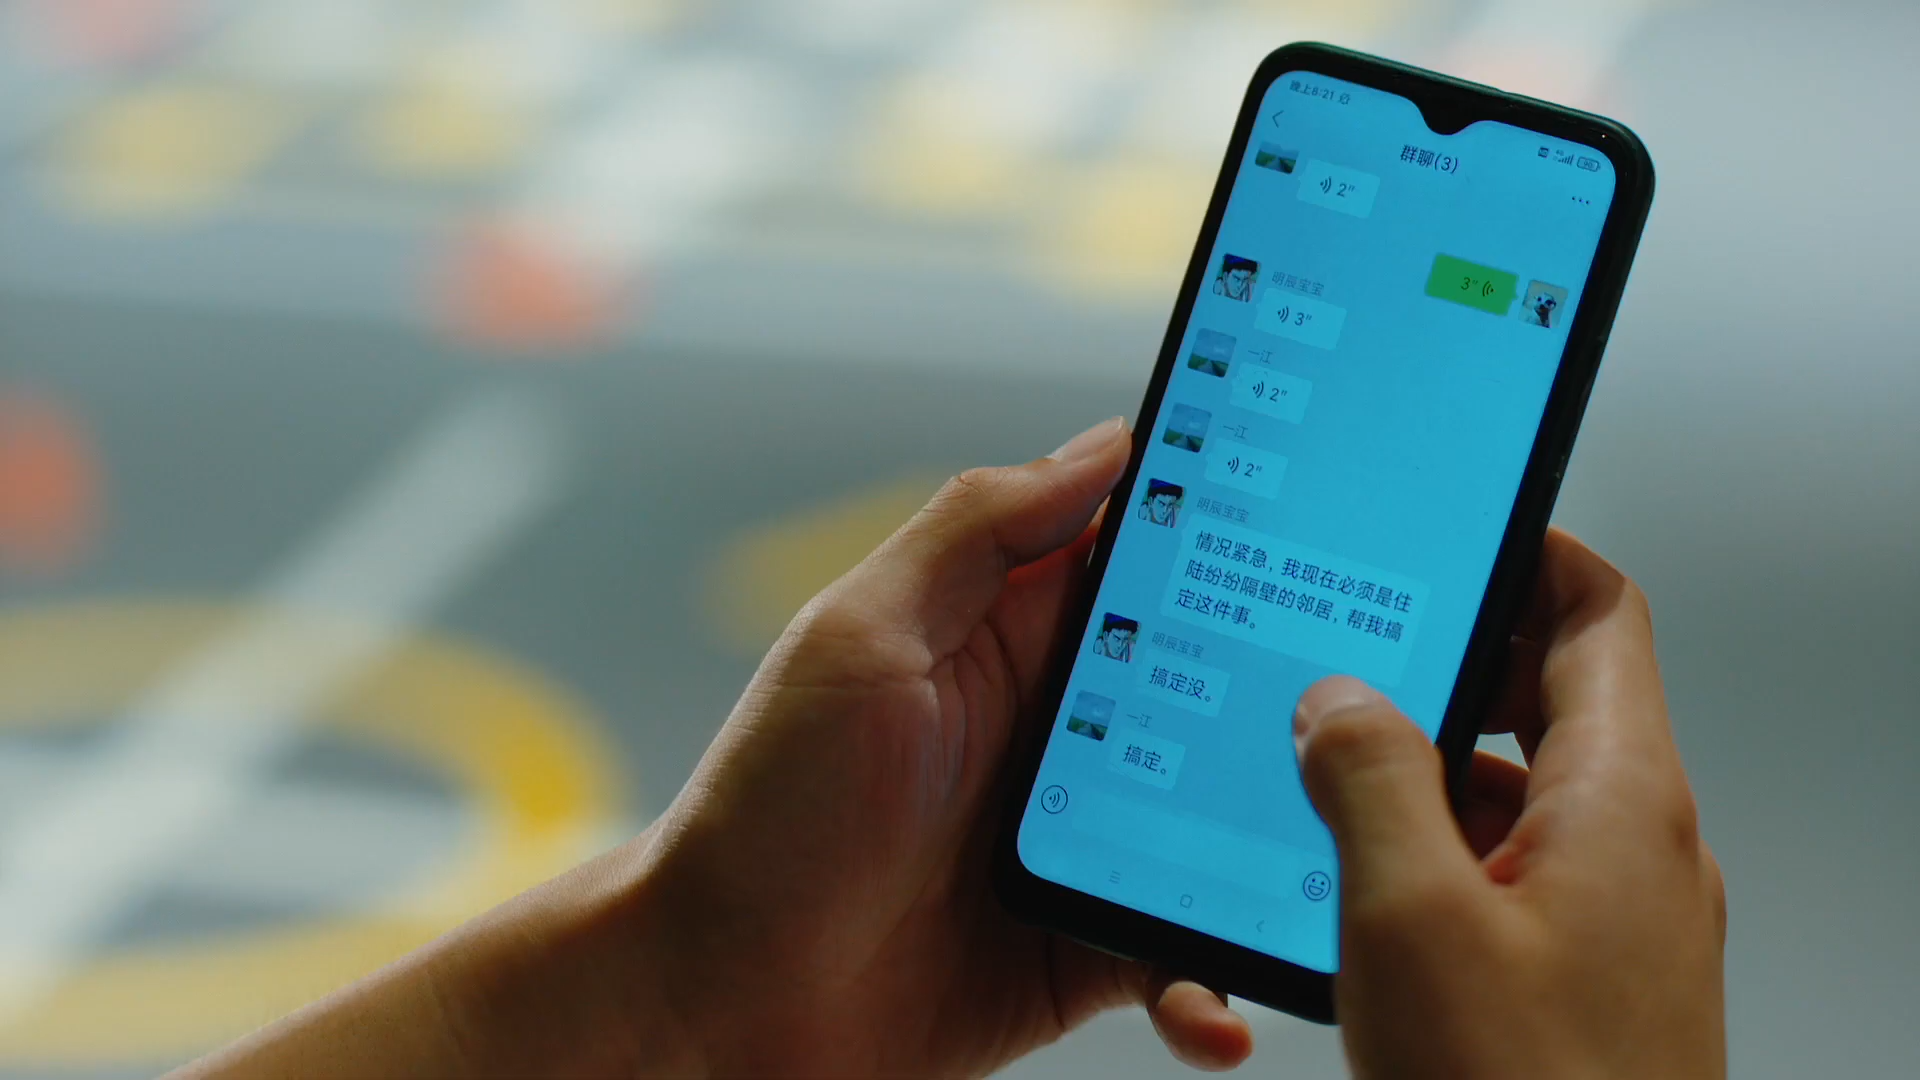 晚上8:21
群聊(3)
2"
3"
明辰宝宝
3"
一江
2"
一江
2"
明辰宝宝
情况紧急，我现在必须是住
陆纷纷隔壁的邻居，帮我搞
定这件事。
明辰宝宝
搞定没。
一江
搞定。